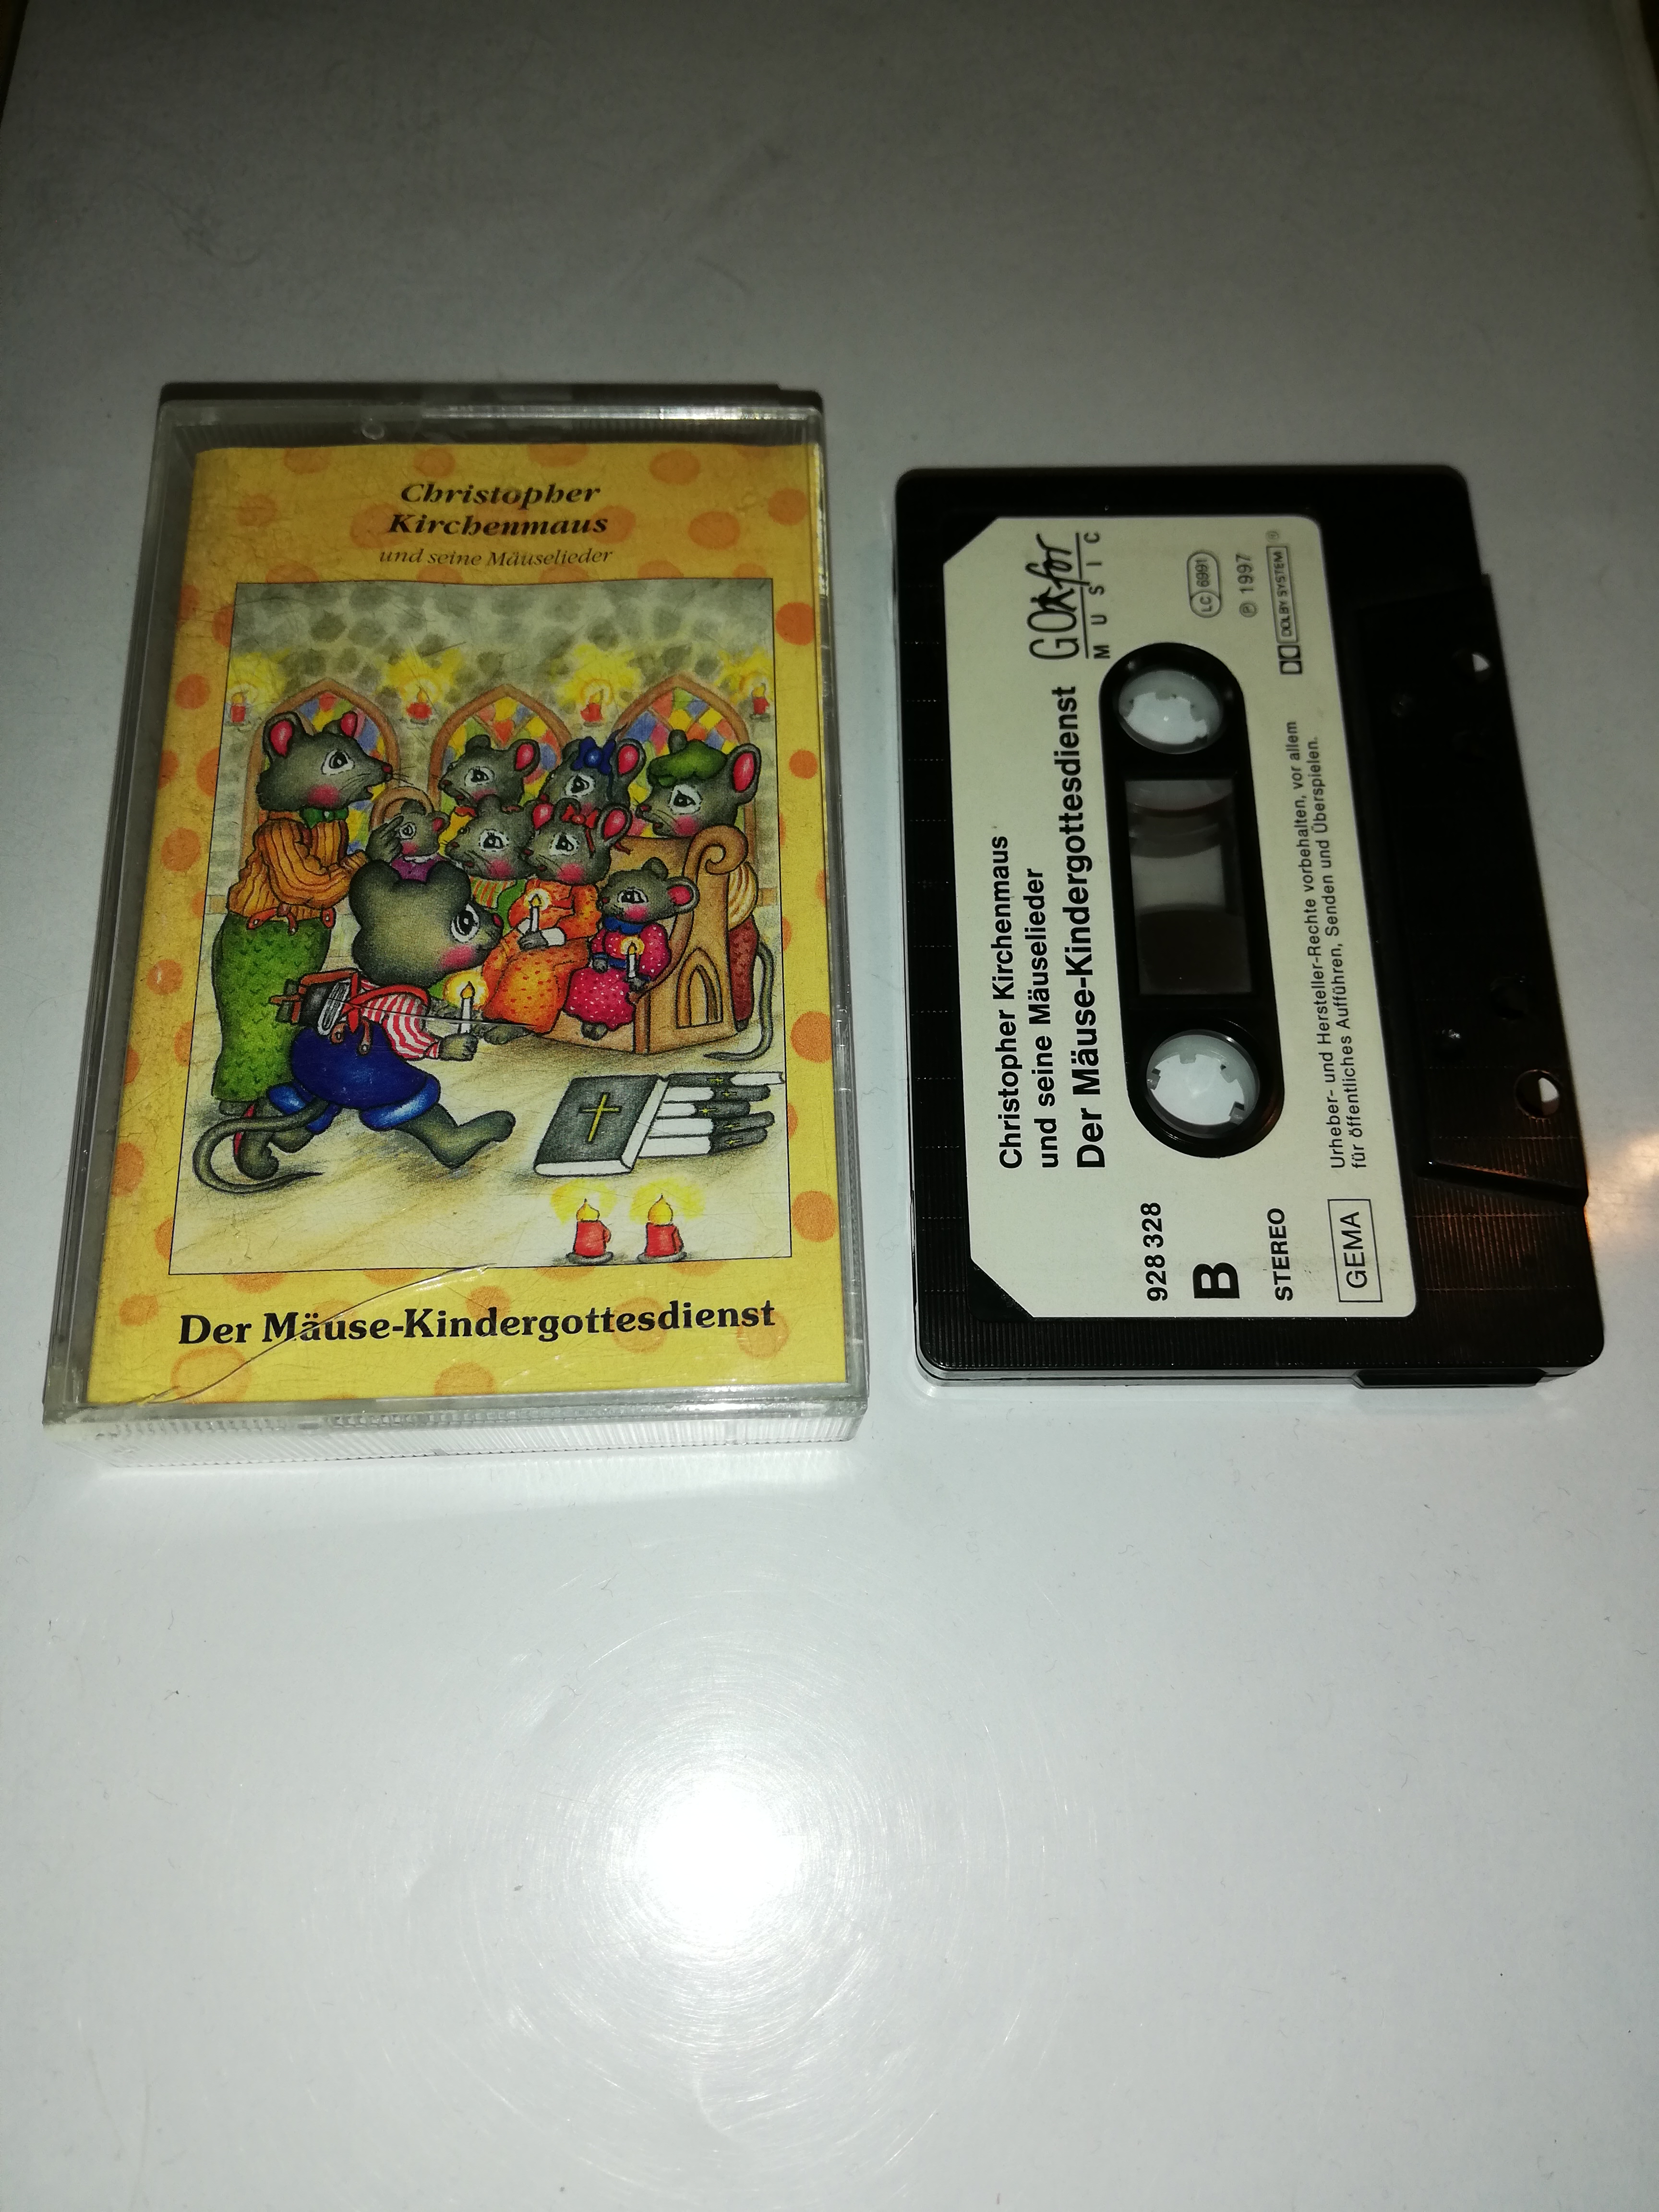 Christopher
Kirchenmaus
und seine Mäuselieder
Der Mäuse-Kindergottesdienst
Christopher Kirchenmaus
und seine Mäuselieder
Der Mäuse-Kindergottesdienst
GO for
MUSIC
928 328
B
STEREO
GEMA
LC 6991
℗ 1997
DOLBY SYSTEM ®
Urheber- und Hersteller-Rechte vorbehalten, vor allem
für öffentliches Aufführen, Senden und Überspielen.